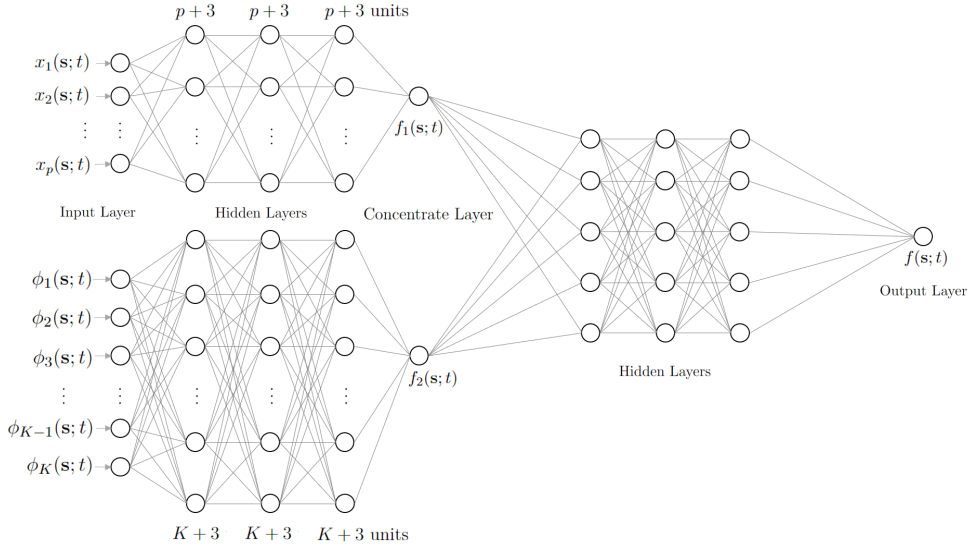 p + 3 p + 3 p + 3 units
x₁(s; t)
x₂(s; t)
⋮ ⋮ ⋮ ⋮ ⋮
x_p(s; t)
f₁(s; t)
Input Layer Hidden Layers Concentrate Layer
ϕ₁(s; t)
ϕ₂(s; t)
ϕ₃(s; t)
⋮ ⋮ ⋮ ⋮ ⋮
ϕ_{K−1}(s; t)
ϕ_K(s; t)
f₂(s; t)
K + 3 K + 3 K + 3 units
Hidden Layers
f(s; t)
Output Layer